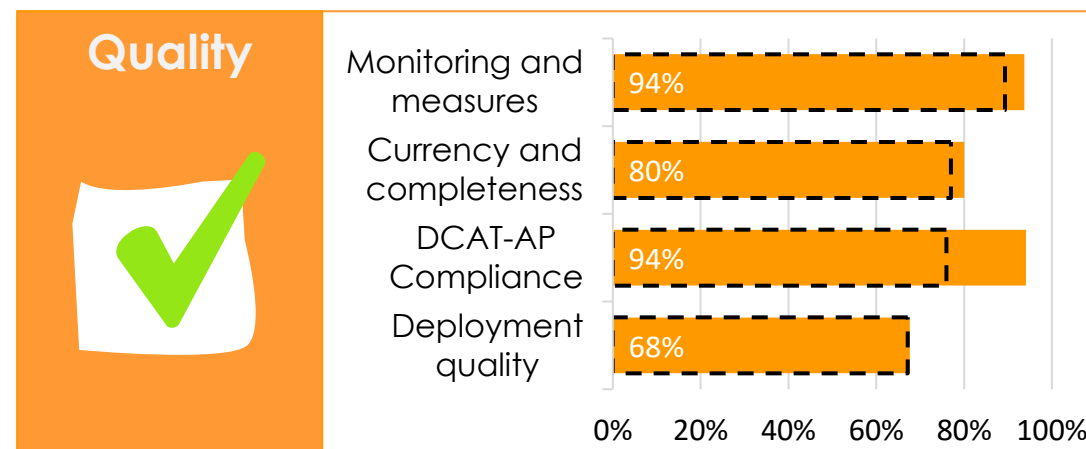 Quality
Monitoring and
measures
94%
Currency and
completeness
80%
DCAT-AP
Compliance
94%
Deployment
quality
68%
0% 20% 40% 60% 80% 100%